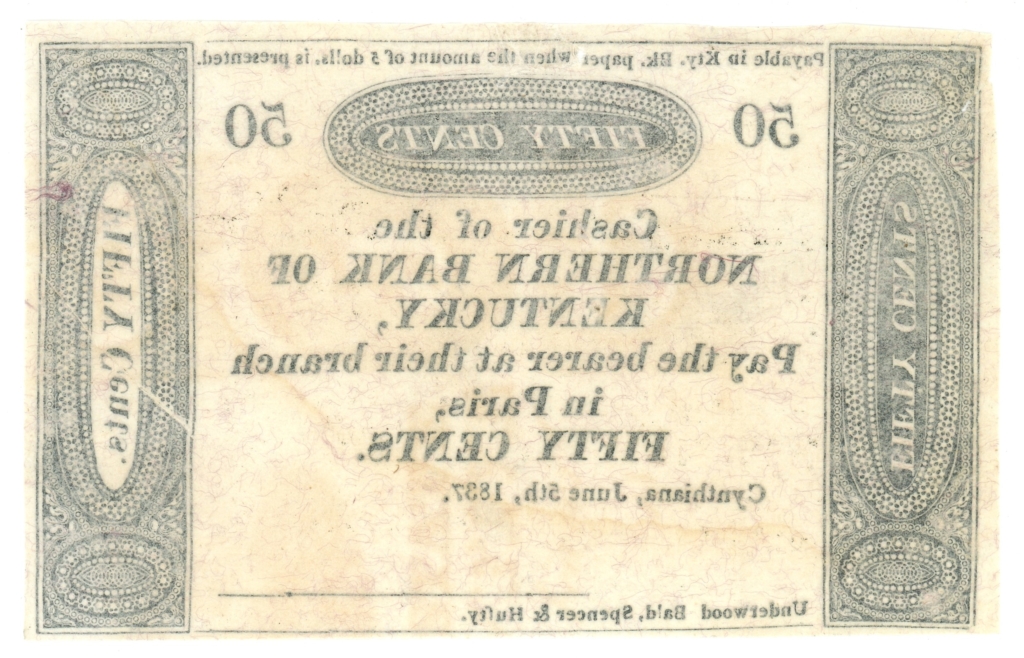 Payable in Kty. Bk. paper, when the amount of 5 dolls. is presented.
50 FIFTY CENTS 50
Cashier of the
NORTHERN BANK OF
KENTUCKY,
Pay the bearer at their branch
in Paris,
FIFTY CENTS.
Cynthiana, June 5th, 1837.
Underwood Bald, Spencer & Hufty.
FIFTY CENTS
FIFTY Cents.